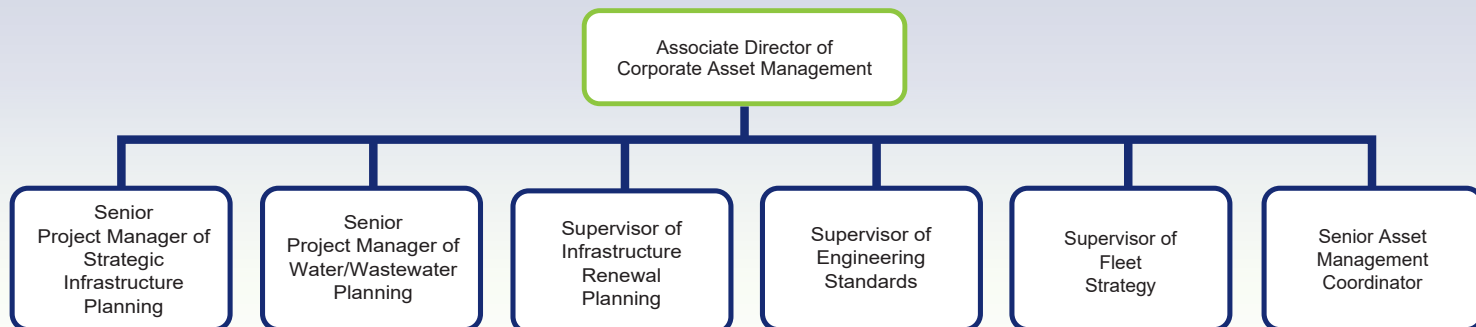 Associate Director of
Corporate Asset Management
Senior
Project Manager of
Strategic
Infrastructure
Planning
Senior
Project Manager of
Water/Wastewater
Planning
Supervisor of
Infrastructure
Renewal
Planning
Supervisor of
Engineering
Standards
Supervisor of
Fleet
Strategy
Senior Asset
Management
Coordinator